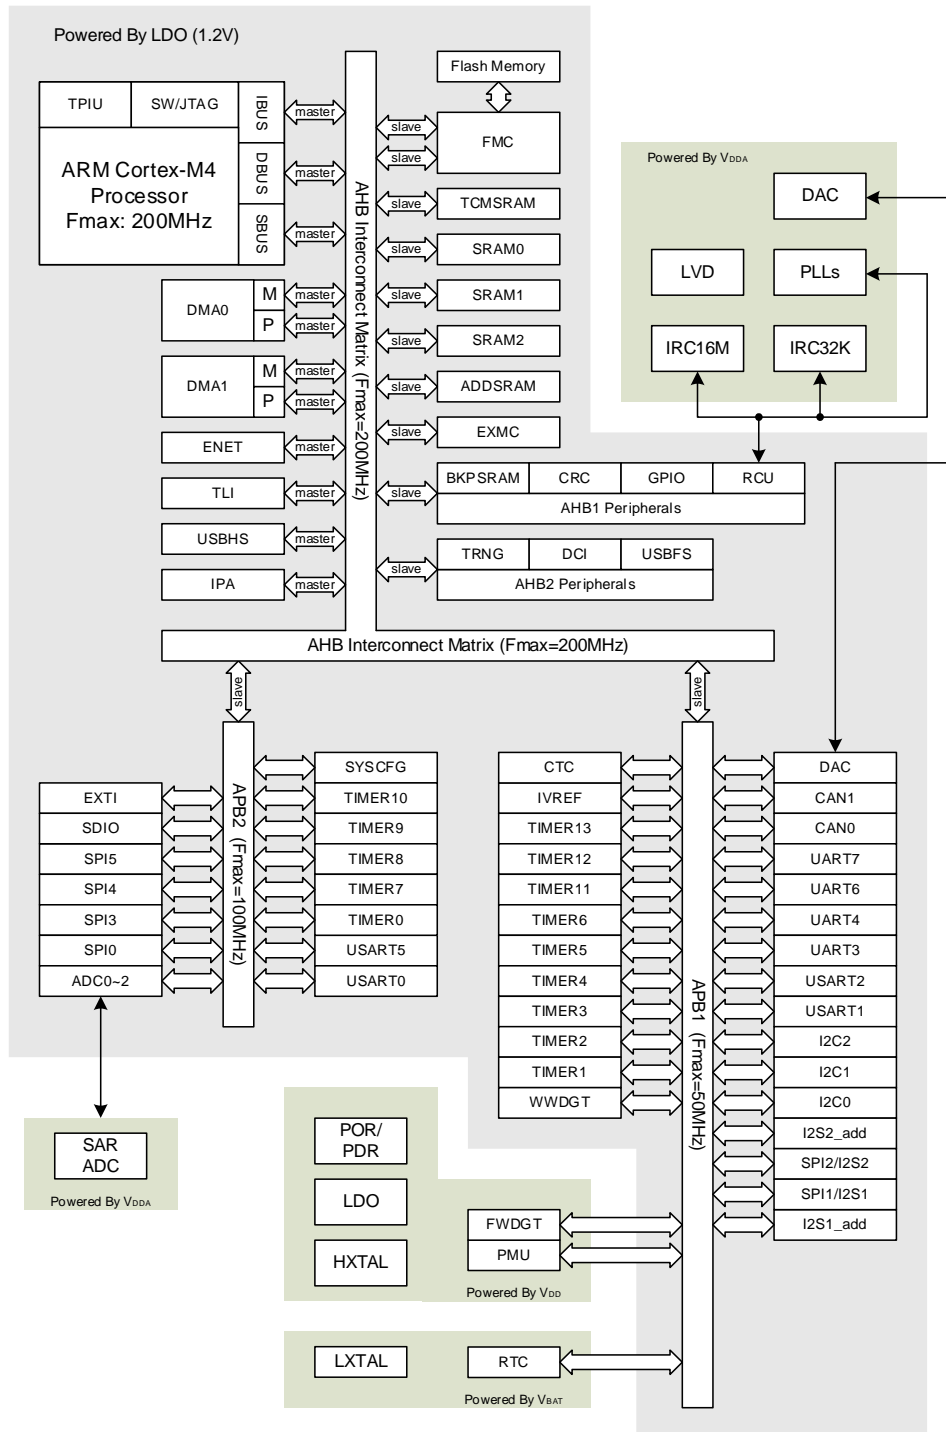 Powered By LDO (1.2V)
TPIU
SW/JTAG
IBUS
DBUS
SBUS
ARM Cortex-M4
Processor
Fmax: 200MHz
master
master
master
DMA0
M
P
master
master
DMA1
M
P
master
master
ENET
master
TLI
master
USBHS
master
IPA
master
AHB Interconnect Matrix (Fmax=200MHz)
Flash Memory
slave
slave
FMC
slave
TCMSRAM
slave
SRAM0
slave
SRAM1
slave
SRAM2
slave
ADDSRAM
slave
EXMC
slave
BKPSRAM
CRC
GPIO
RCU
AHB1 Peripherals
slave
TRNG
DCI
USBFS
AHB2 Peripherals
Powered By VDDA
DAC
LVD
PLLs
IRC16M
IRC32K
AHB Interconnect Matrix (Fmax=200MHz)
slave
slave
EXTI
SDIO
SPI5
SPI4
SPI3
SPI0
ADC0~2
APB2 (Fmax=100MHz)
SYSCFG
TIMER10
TIMER9
TIMER8
TIMER7
TIMER0
USART5
USART0
CTC
IVREF
TIMER13
TIMER12
TIMER11
TIMER6
TIMER5
TIMER4
TIMER3
TIMER2
TIMER1
WWDGT
APB1 (Fmax=50MHz)
DAC
CAN1
CAN0
UART7
UART6
UART4
UART3
USART2
USART1
I2C2
I2C1
I2C0
I2S2_add
SPI2/I2S2
SPI1/I2S1
I2S1_add
SAR
ADC
Powered By VDDA
POR/
PDR
LDO
HXTAL
FWDGT
PMU
Powered By VDD
LXTAL
RTC
Powered By VBAT